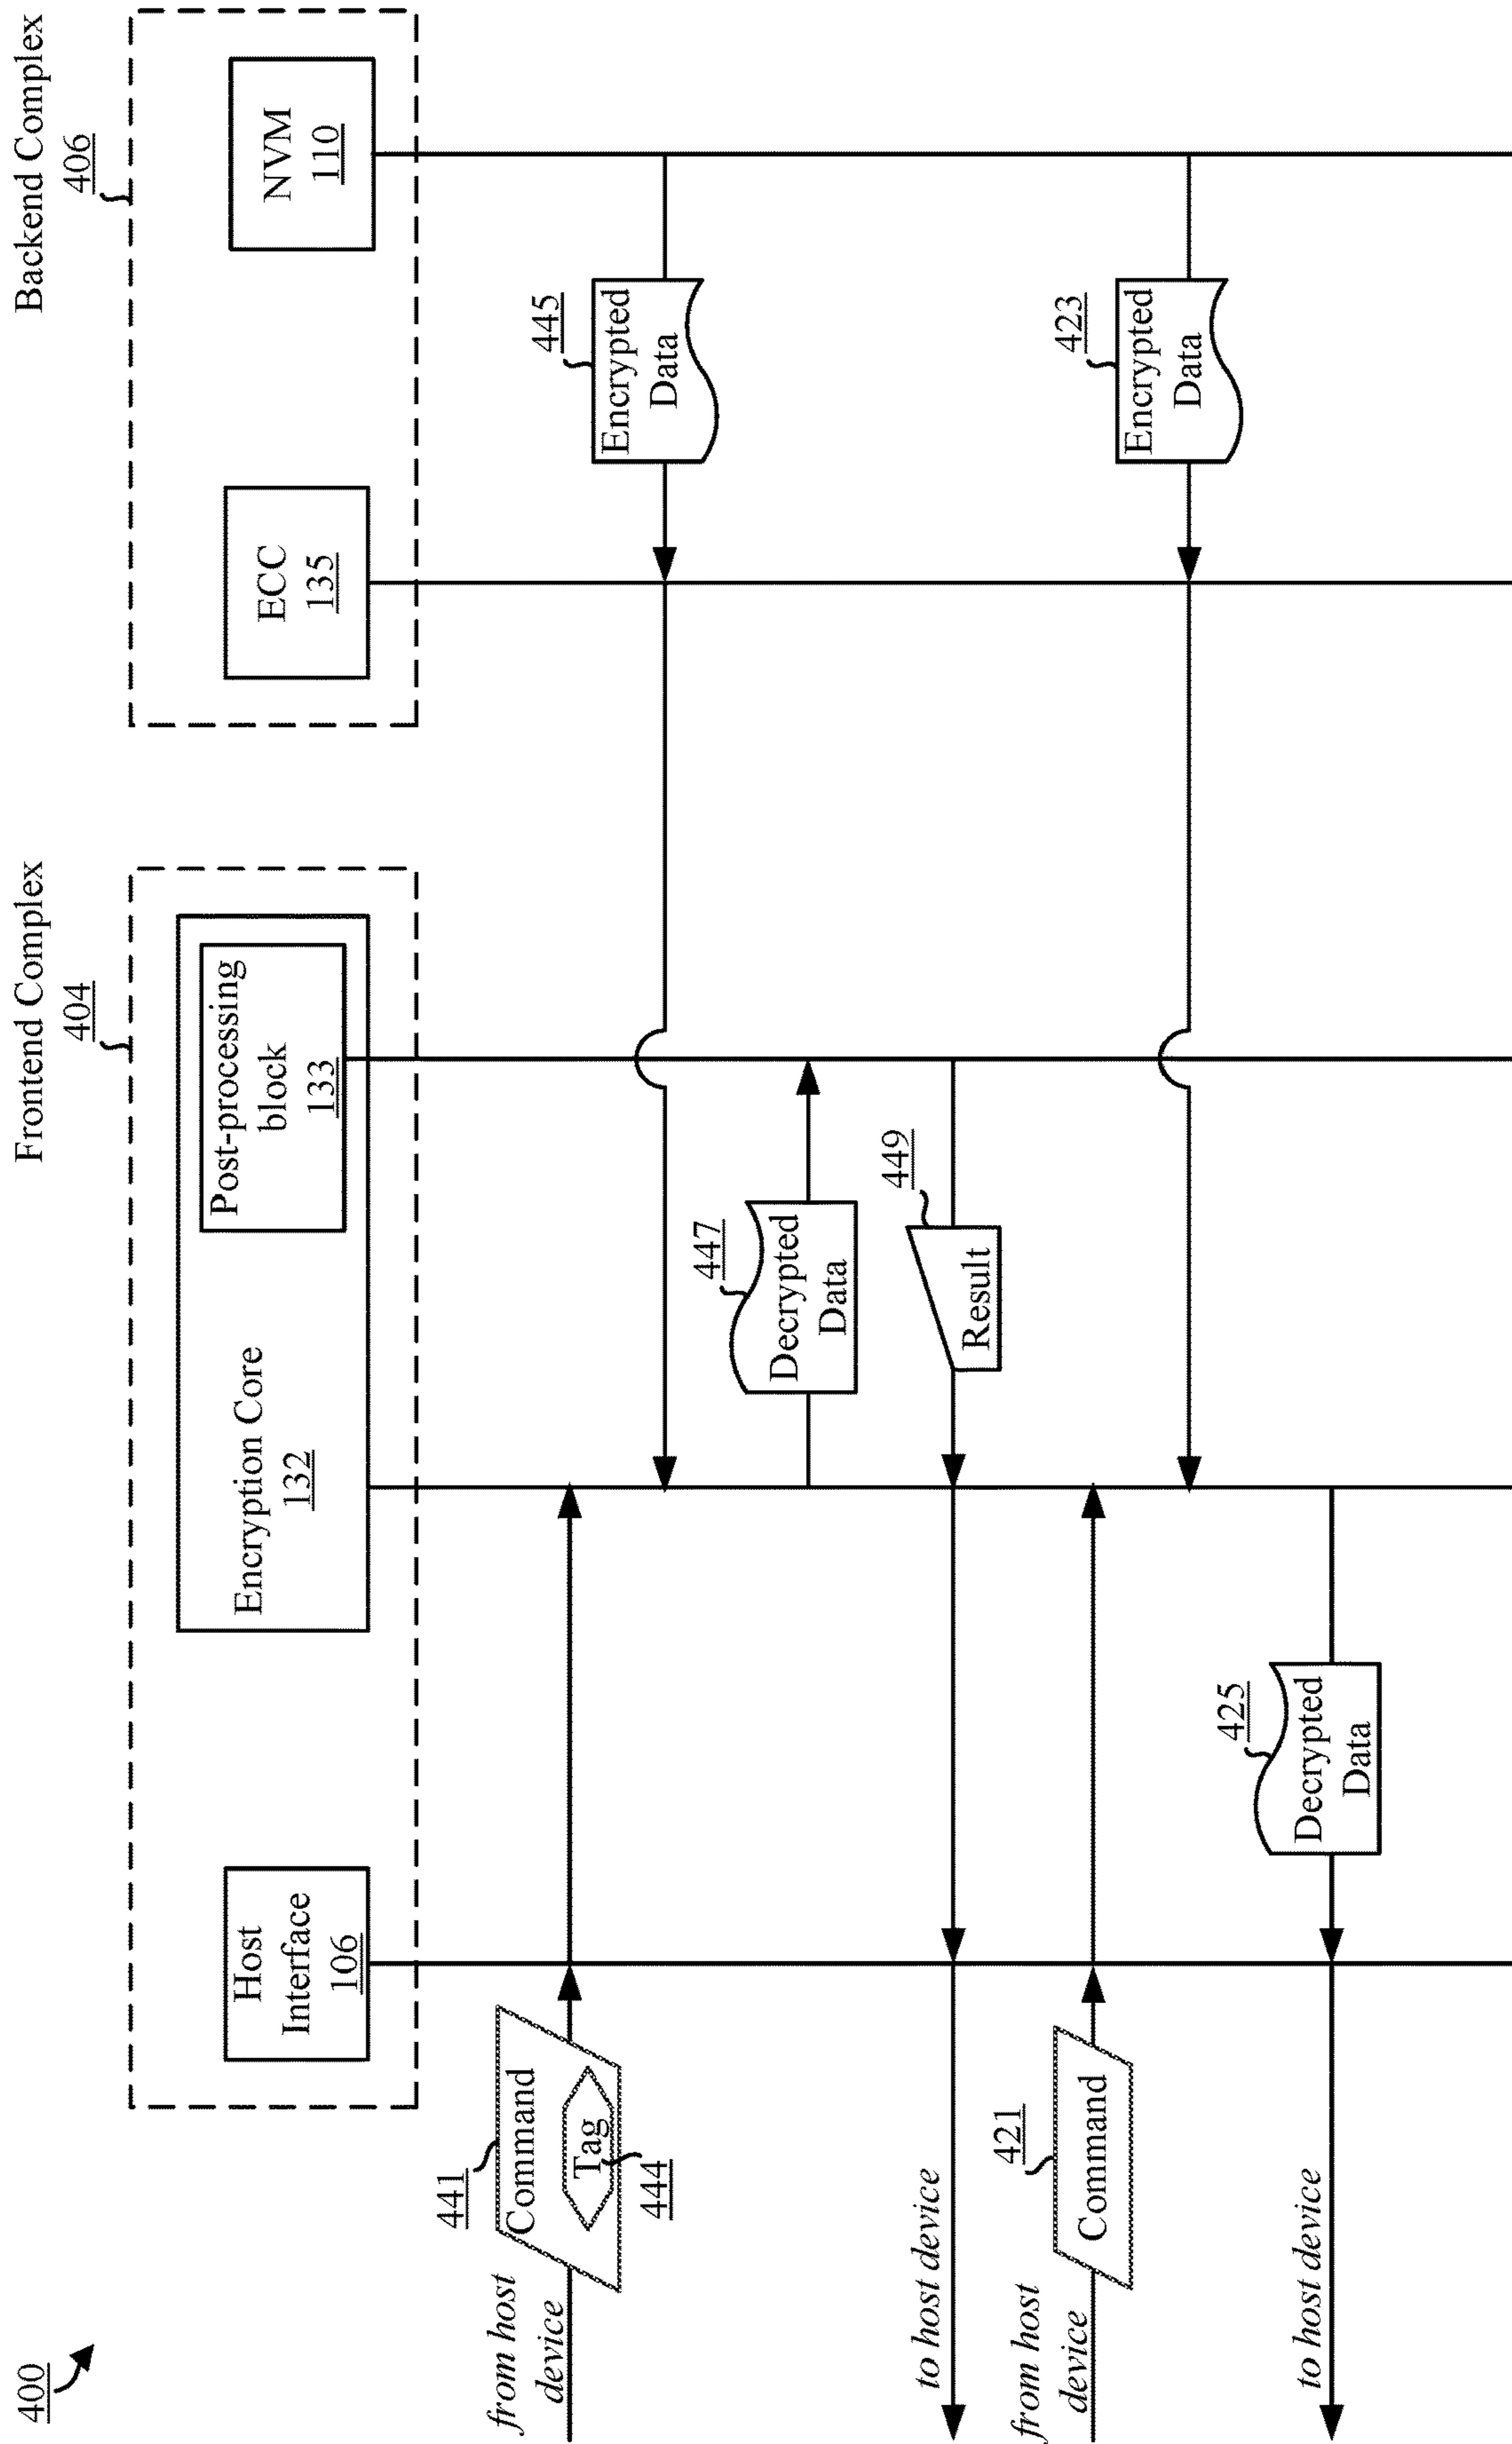 400
Frontend Complex
404
Backend Complex
406
Host
Interface
106
Encryption Core
132
Post-processing
block
133
ECC
135
NVM
110
from host
device
441
Command
Tag
444
445
Encrypted
Data
447
Decrypted
Data
449
Result
to host device
from host
device
421
Command
423
Encrypted
Data
425
Decrypted
Data
to host device